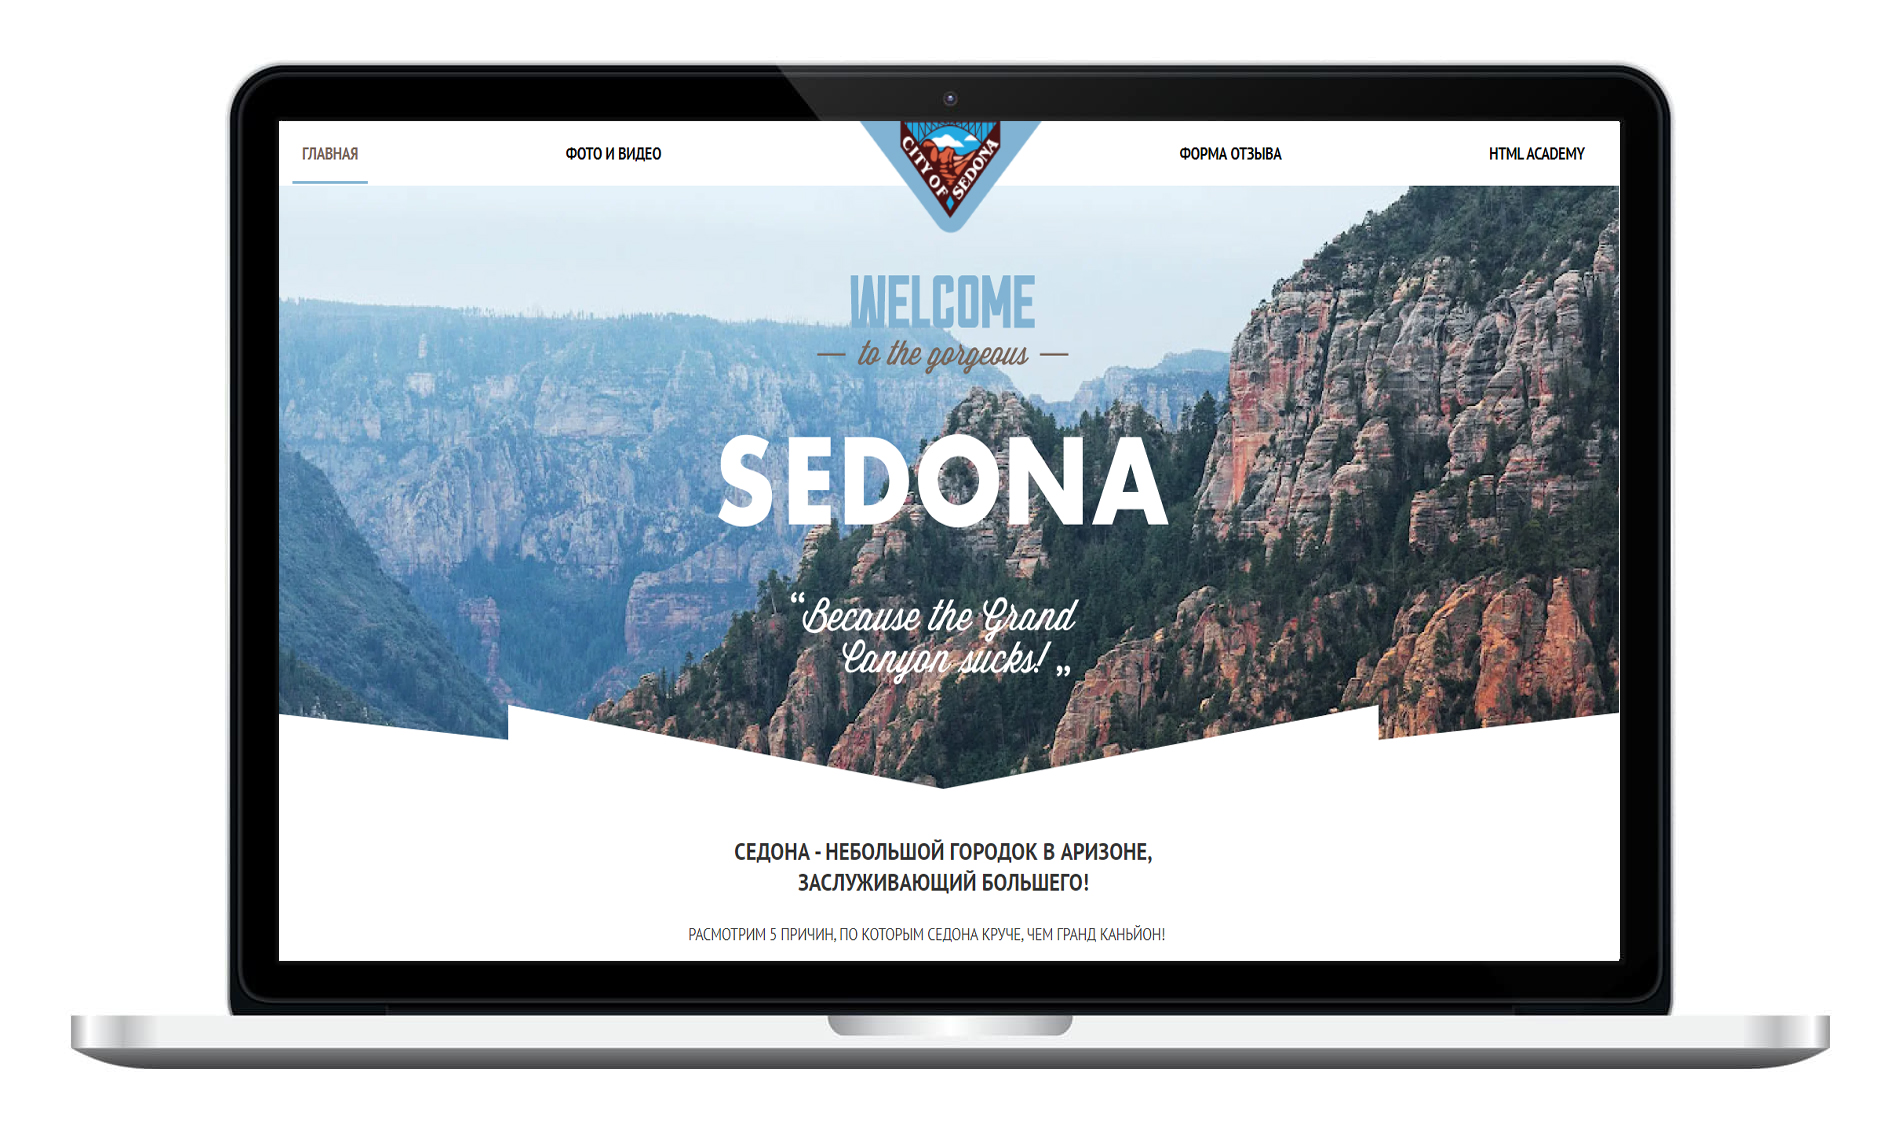 ГЛАВНАЯ
ФОТО И ВИДЕО
CITY OF SEDONA
ФОРМА ОТЗЫВА
HTML ACADEMY
WELCOME
— to the gorgeous —
SEDONA
“Because the Grand
Canyon sucks! „
СЕДОНА - НЕБОЛЬШОЙ ГОРОДОК В АРИЗОНЕ,
ЗАСЛУЖИВАЮЩИЙ БОЛЬШЕГО!
РАСМОТРИМ 5 ПРИЧИН, ПО КОТОРЫМ СЕДОНА КРУЧЕ, ЧЕМ ГРАНД КАНЬЙОН!